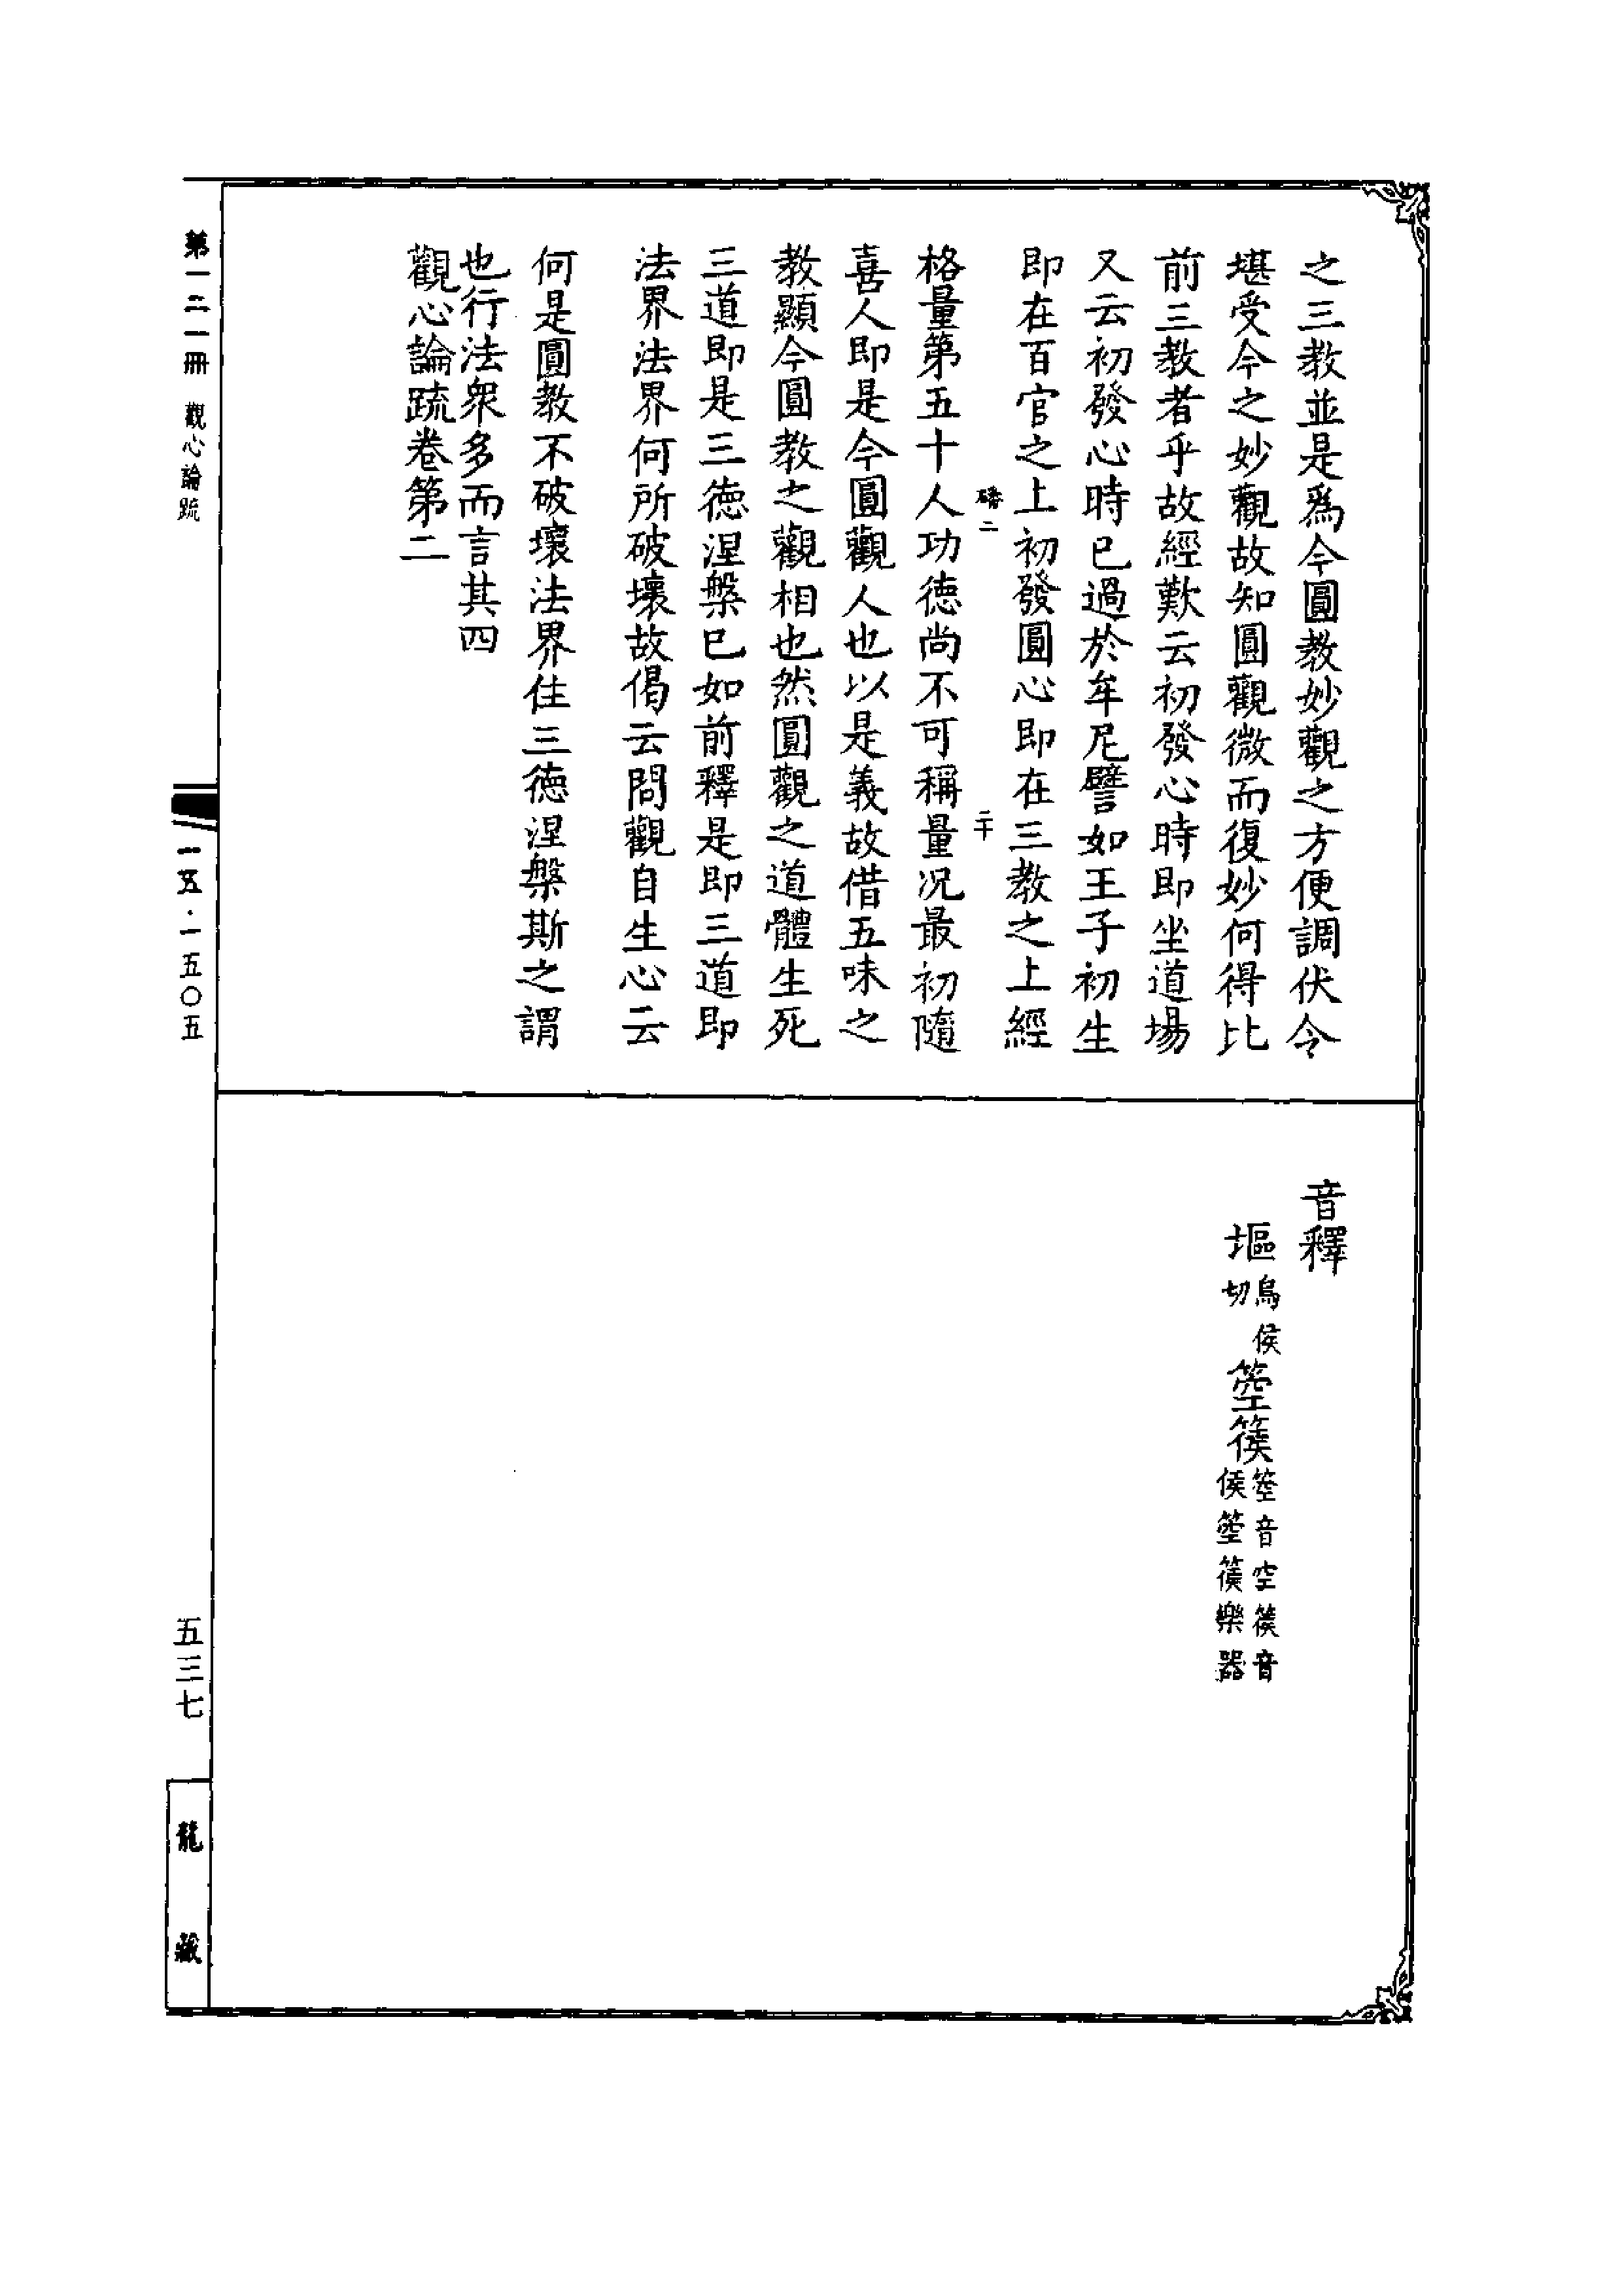 之三教並是爲今圓教妙觀之方便調伏令
堪受今之妙觀故知圓觀微而復妙何得比
前三教者乎故經歎云初發心時即坐道場
又云初發心時已過於牟尼譬如王子初生
即在百官之上初發圓心即在三教之上經
磻二 二十
格量第五十人功德尚不可稱量况最初隨
喜人即是今圓觀人也以是義故借五味之
教顯今圓教之觀相也然圓觀之道體生死
三道即是三德涅槃已如前釋是即三道即
法界法界何所破壞故偈云問觀自生心云
何是圓教不破壞法界住三德涅槃斯之謂
也行法衆多而言其四
觀心論䟽卷第二
音釋
塸烏侯切箜篌箜音空篌音侯箜篌樂器
第一二一冊 觀心論䟽
一五·一五〇五
五三七
龍藏